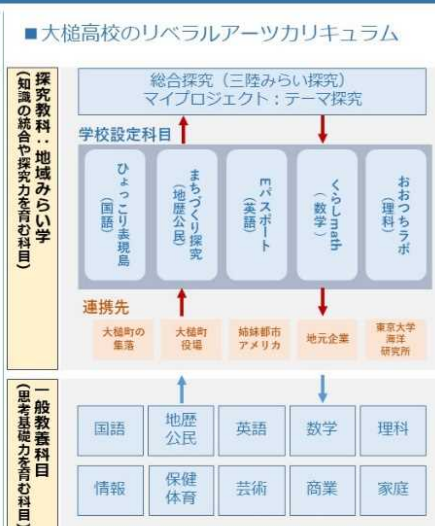 ■大槌高校のリベラルアーツカリキュラム
探究教科:地域みらい学
(知識の統合や探究力を育む科目)
総合探究(三陸みらい探究)
マイプロジェクト:テーマ探究
学校設定科目
ひょっこり表現島
(国語)
まちづくり探究
(地歴公民)
Eパスポート
(英語)
くらしmath
(数学)
おおつちラボ
(理科)
連携先
大槌町の
集落
大槌町
役場
姉妹都市
アメリカ
地元企業
東京大学
海洋
研究所
一般教養科目
(思考基礎力を育む科目)
国語
地歴
公民
英語
数学
理科
情報
保健
体育
芸術
商業
家庭